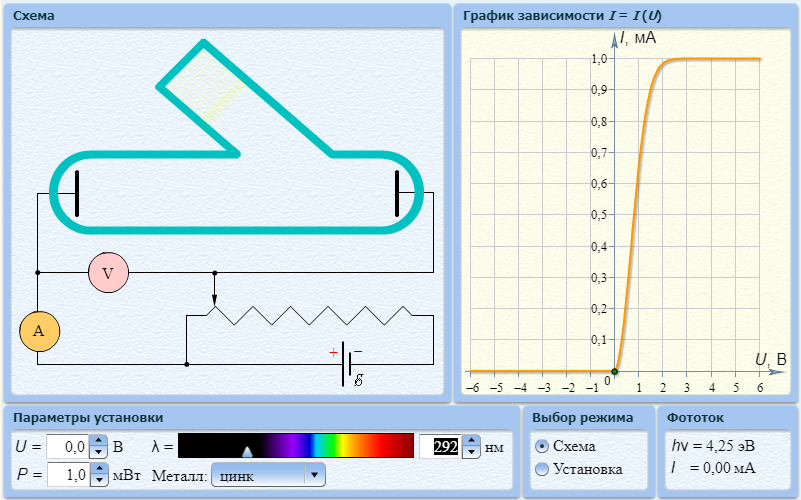 Схема
V
A
+
–
ℰ
График зависимости I = I (U)
I, мА
1,0
0,9
0,8
0,7
0,6
0,5
0,4
0,3
0,2
0,1
U, В
0
–6 –5 –4 –3 –2 –1 1 2 3 4 5 6
Параметры установки
U = 0,0 В λ = 292 нм
P = 1,0 мВт Металл: цинк
Выбор режима
Схема
Установка
Фототок
hν = 4,25 эВ
I = 0,00 мА